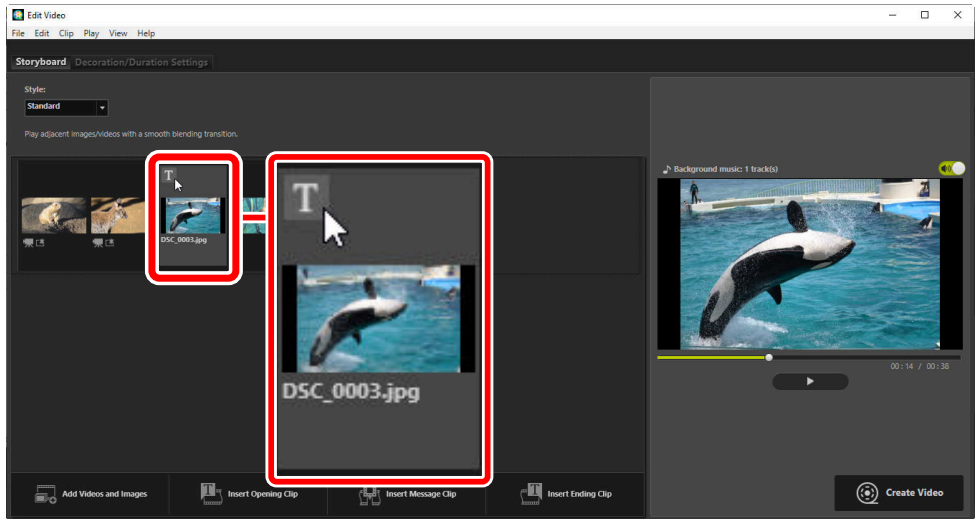 Edit Video
File Edit Clip Play View Help
Storyboard Decoration/Duration Settings
Style:
Standard
Play adjacent images/videos with a smooth blending transition.
Background music: 1 track(s)
T
DSC_0003.jpg
T
DSC_0003.jpg
00:14 / 00:38
Add Videos and Images
Insert Opening Clip
Insert Message Clip
Insert Ending Clip
Create Video